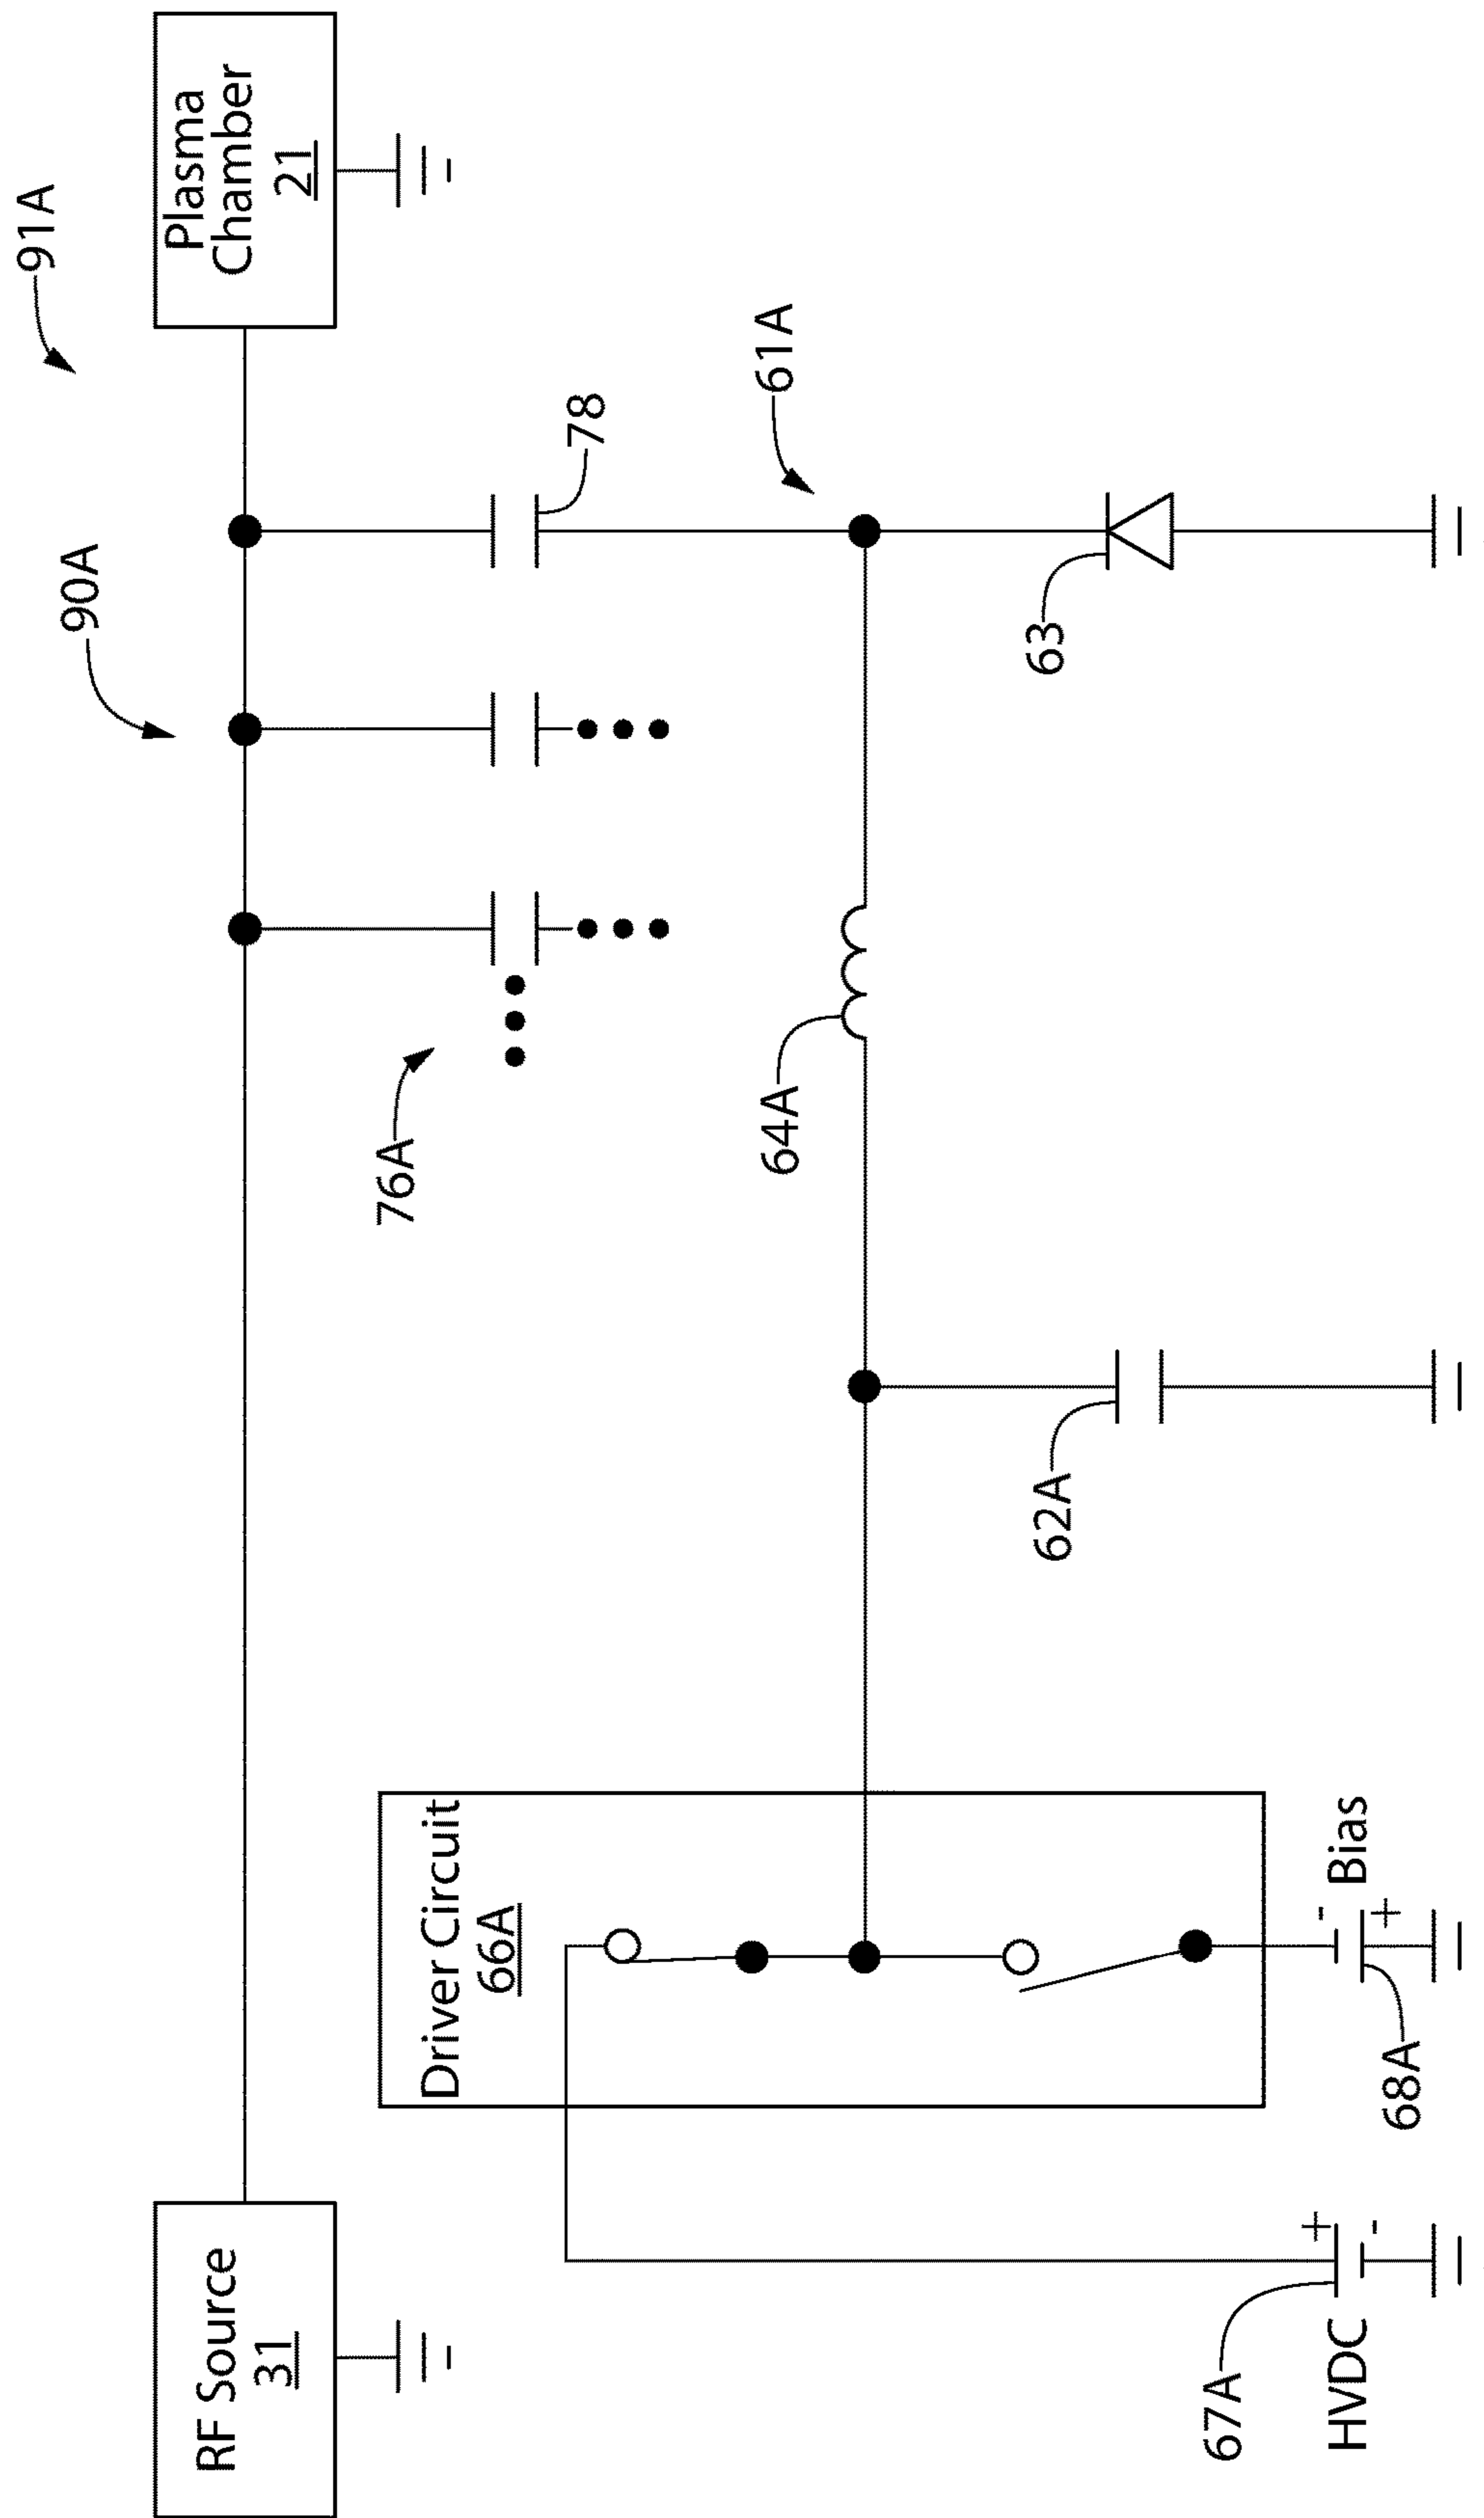 91A
90A
Plasma
Chamber
21
RF Source
31
76A
78
61A
Driver Circuit
66A
64A
63
62A
67A
HVDC
+
-
68A
-
Bias
+